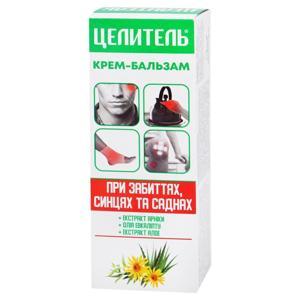 ЦЕЛИТЕЛЬ®
КРЕМ-БАЛЬЗАМ
ПРИ ЗАБИТТЯХ,
СИНЦЯХ ТА САДНАХ
+ ЕКСТРАКТ АРНІКИ
+ ОЛІЯ ЕВКАЛІПТУ
+ ЕКСТРАКТ АЛОЕ